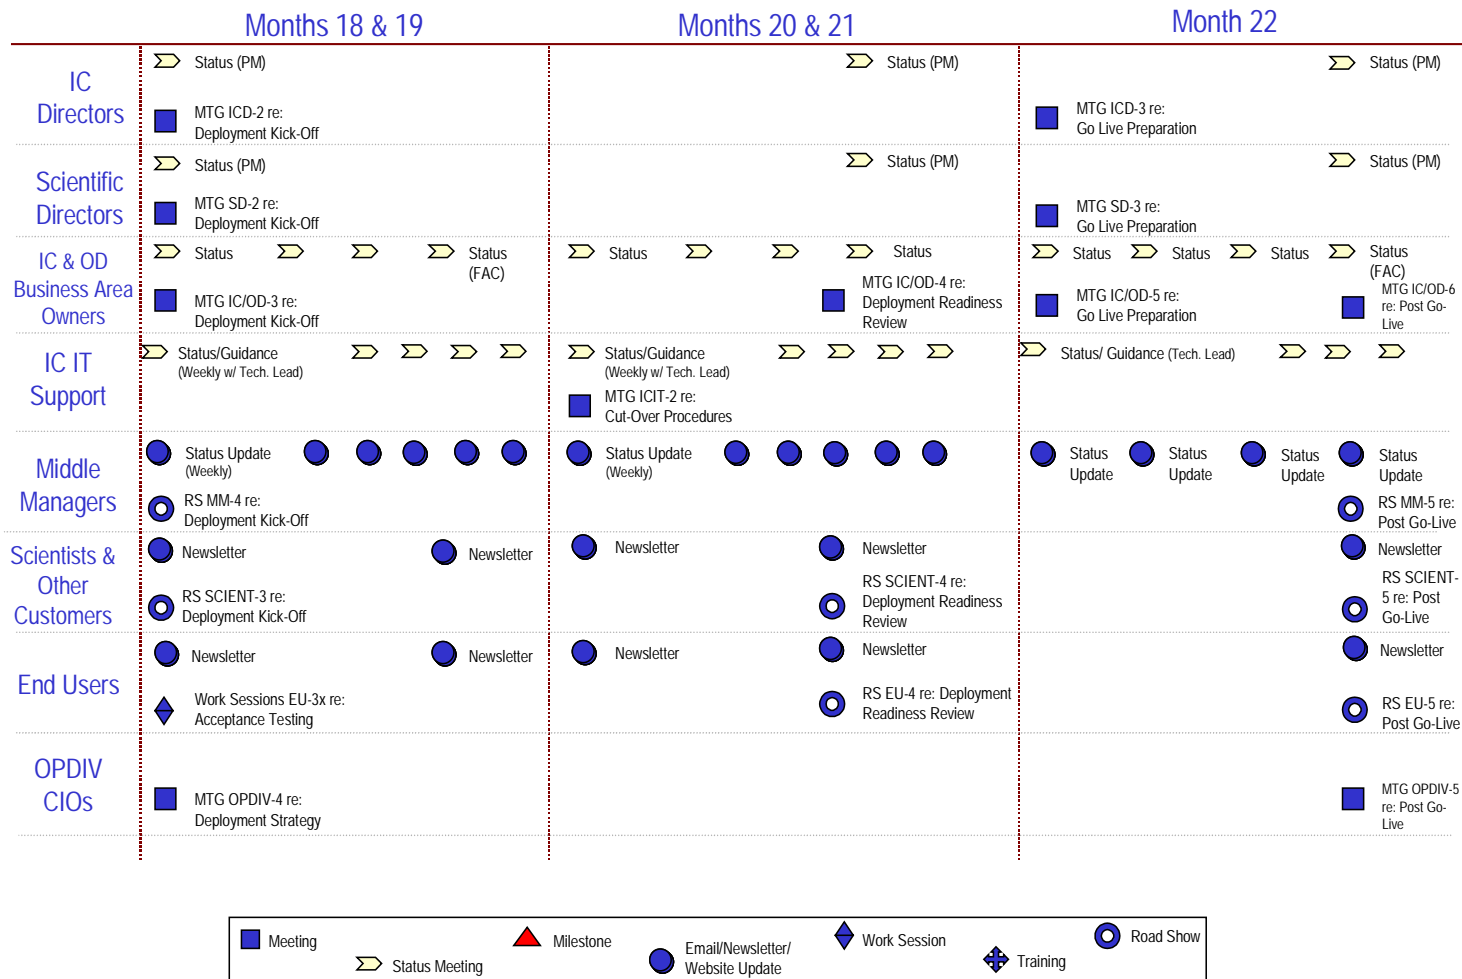 Months 18 & 19
Months 20 & 21
Month 22
IC
Directors
Status (PM)
Status (PM)
Status (PM)
MTG ICD-2 re:
Deployment Kick-Off
MTG ICD-3 re:
Go Live Preparation
Scientific
Directors
Status (PM)
Status (PM)
Status (PM)
MTG SD-2 re:
Deployment Kick-Off
MTG SD-3 re:
Go Live Preparation
IC & OD
Business Area
Owners
Status
Status
(FAC)
Status
Status
Status
Status
Status
Status
(FAC)
MTG IC/OD-3 re:
Deployment Kick-Off
MTG IC/OD-4 re:
Deployment Readiness
Review
MTG IC/OD-5 re:
Go Live Preparation
MTG IC/OD-6
re: Post Go-
Live
IC IT
Support
Status/Guidance
(Weekly w/ Tech. Lead)
Status/Guidance
(Weekly w/ Tech. Lead)
Status/ Guidance (Tech. Lead)
MTG ICIT-2 re:
Cut-Over Procedures
Middle
Managers
Status Update
(Weekly)
Status Update
(Weekly)
Status
Update
Status
Update
Status
Update
Status
Update
RS MM-4 re:
Deployment Kick-Off
RS MM-5 re:
Post Go-Live
Scientists &
Other
Customers
Newsletter
Newsletter
Newsletter
Newsletter
Newsletter
RS SCIENT-3 re:
Deployment Kick-Off
RS SCIENT-4 re:
Deployment Readiness
Review
RS SCIENT-
5 re: Post
Go-Live
End Users
Newsletter
Newsletter
Newsletter
Newsletter
Newsletter
Work Sessions EU-3x re:
Acceptance Testing
RS EU-4 re: Deployment
Readiness Review
RS EU-5 re:
Post Go-Live
OPDIV
CIOs
MTG OPDIV-4 re:
Deployment Strategy
MTG OPDIV-5
re: Post Go-
Live
Meeting
Status Meeting
Milestone
Email/Newsletter/
Website Update
Work Session
Training
Road Show